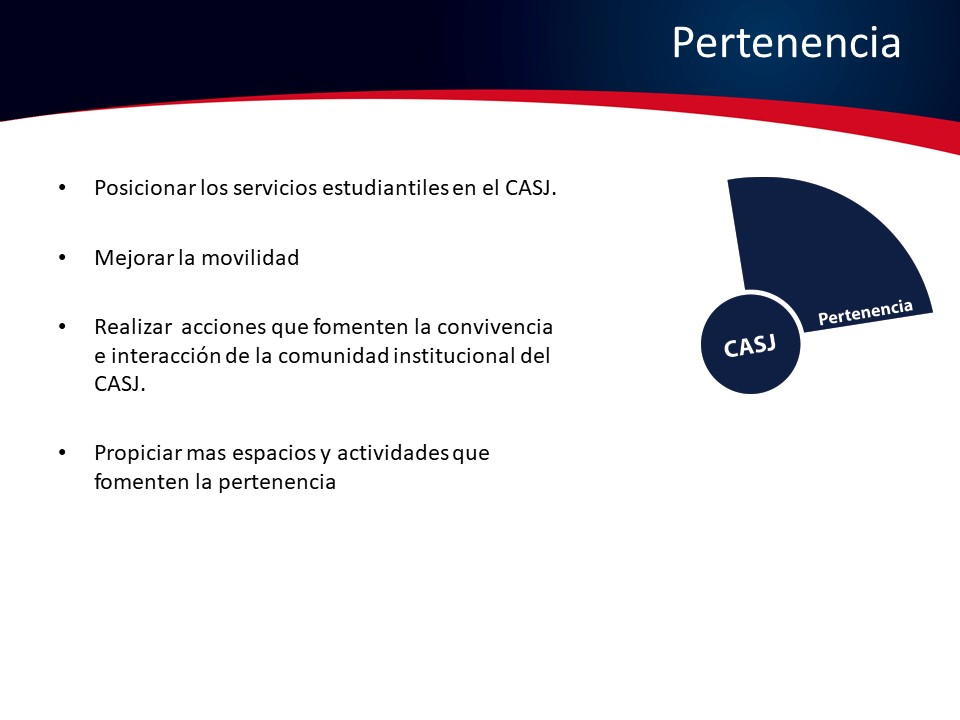 Pertenencia
• Posicionar los servicios estudiantiles en el CASJ.
• Mejorar la movilidad
• Realizar  acciones que fomenten la convivencia
e interacción de la comunidad institucional del
CASJ.
• Propiciar mas espacios y actividades que
fomenten la pertenencia
Pertenencia
CASJ